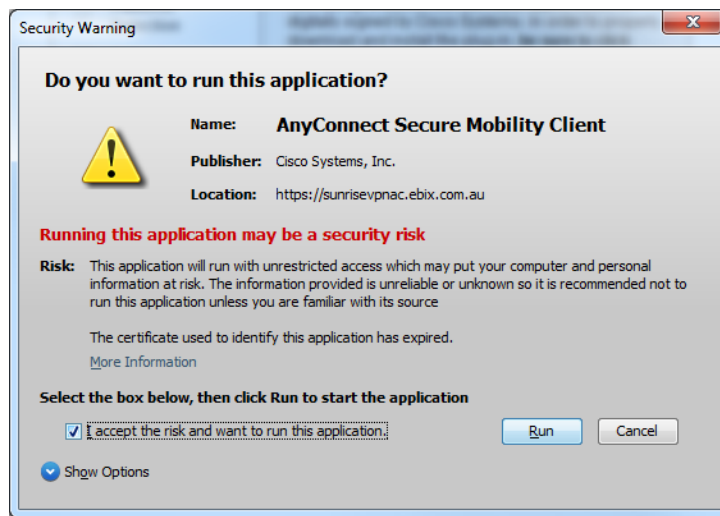 Security Warning
Do you want to run this application?
Name: AnyConnect Secure Mobility Client
Publisher: Cisco Systems, Inc.
Location: https://sunrisevpnac.ebix.com.au
Running this application may be a security risk
Risk: This application will run with unrestricted access which may put your computer and personal
information at risk. The information provided is unreliable or unknown so it is recommended not to
run this application unless you are familiar with its source
The certificate used to identify this application has expired.
More Information
Select the box below, then click Run to start the application
I accept the risk and want to run this application.
Run Cancel
Show Options